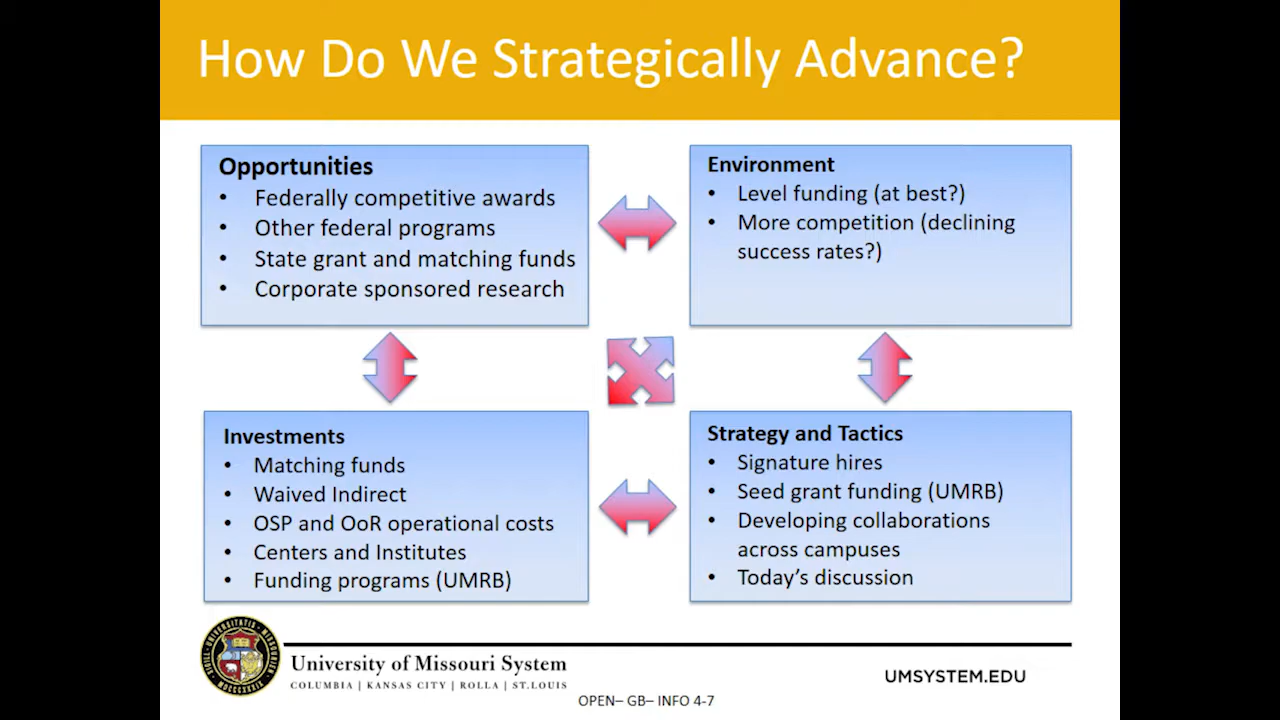 How Do We Strategically Advance?
Opportunities
• Federally competitive awards
• Other federal programs
• State grant and matching funds
• Corporate sponsored research
Environment
• Level funding (at best?)
• More competition (declining
success rates?)
Investments
• Matching funds
• Waived Indirect
• OSP and OoR operational costs
• Centers and Institutes
• Funding programs (UMRB)
Strategy and Tactics
• Signature hires
• Seed grant funding (UMRB)
• Developing collaborations
across campuses
• Today's discussion
University of Missouri System
COLUMBIA | KANSAS CITY | ROLLA | ST.LOUIS
UMSYSTEM.EDU
OPEN– GB– INFO 4-7